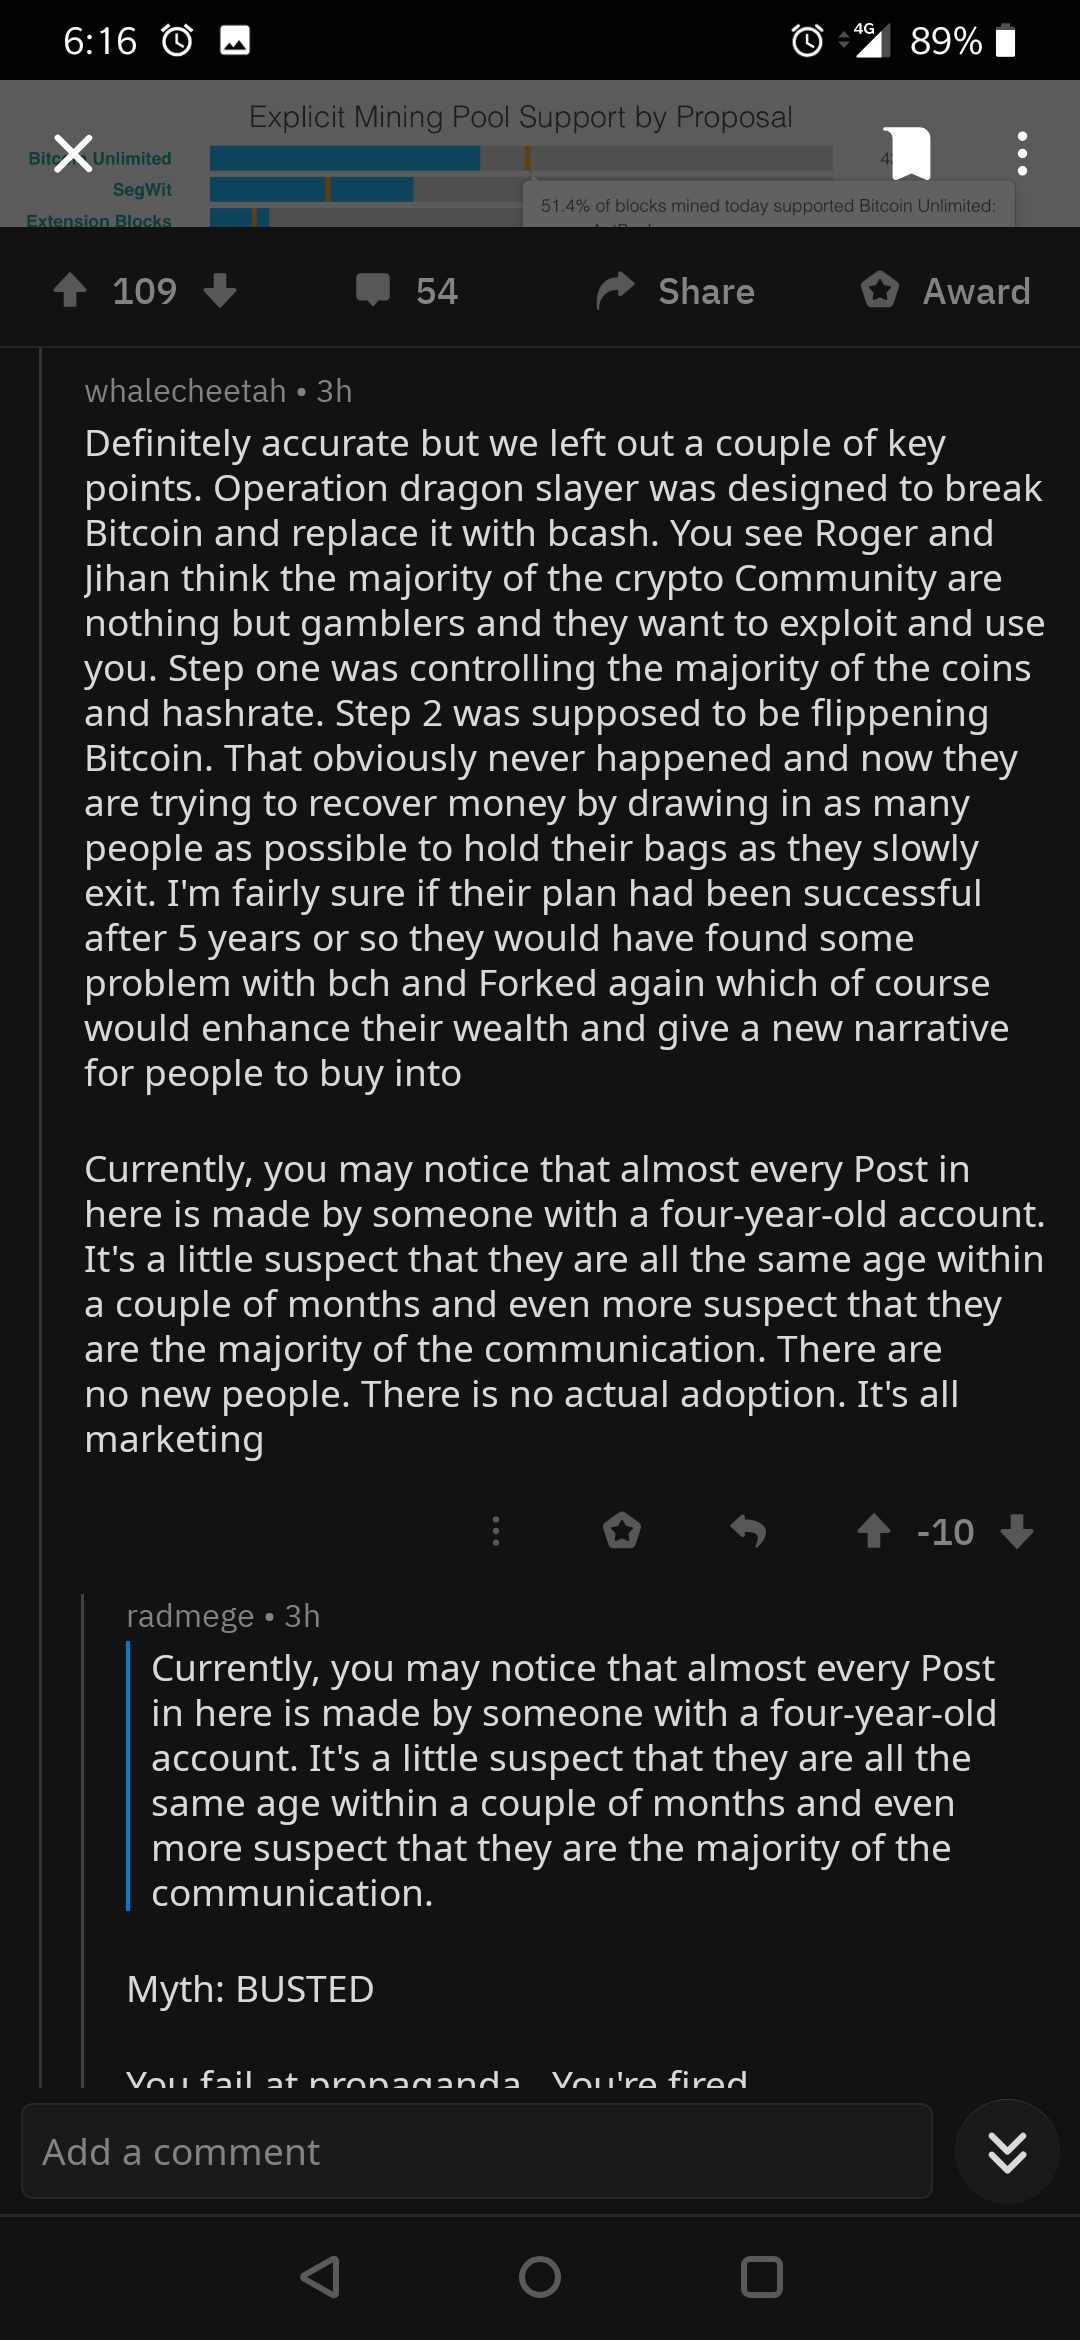 6:16
4G
89%
Explicit Mining Pool Support by Proposal
Unlimited
SegWit
51.4% of blocks mined today supported Bitcoin Unlimited:
Extension Blocks
109
54
Share
Award
whalecheetah • 3h
Definitely accurate but we left out a couple of key
points. Operation dragon slayer was designed to break
Bitcoin and replace it with bcash. You see Roger and
Jihan think the majority of the crypto Community are
nothing but gamblers and they want to exploit and use
you. Step one was controlling the majority of the coins
and hashrate. Step 2 was supposed to be flippening
Bitcoin. That obviously never happened and now they
are trying to recover money by drawing in as many
people as possible to hold their bags as they slowly
exit. I'm fairly sure if their plan had been successful
after 5 years or so they would have found some
problem with bch and Forked again which of course
would enhance their wealth and give a new narrative
for people to buy into
Currently, you may notice that almost every Post in
here is made by someone with a four-year-old account.
It's a little suspect that they are all the same age within
a couple of months and even more suspect that they
are the majority of the communication. There are
no new people. There is no actual adoption. It's all
marketing
-10
radmege • 3h
Currently, you may notice that almost every Post
in here is made by someone with a four-year-old
account. It's a little suspect that they are all the
same age within a couple of months and even
more suspect that they are the majority of the
communication.
Myth: BUSTED
You fail at propaganda. You're fired
Add a comment